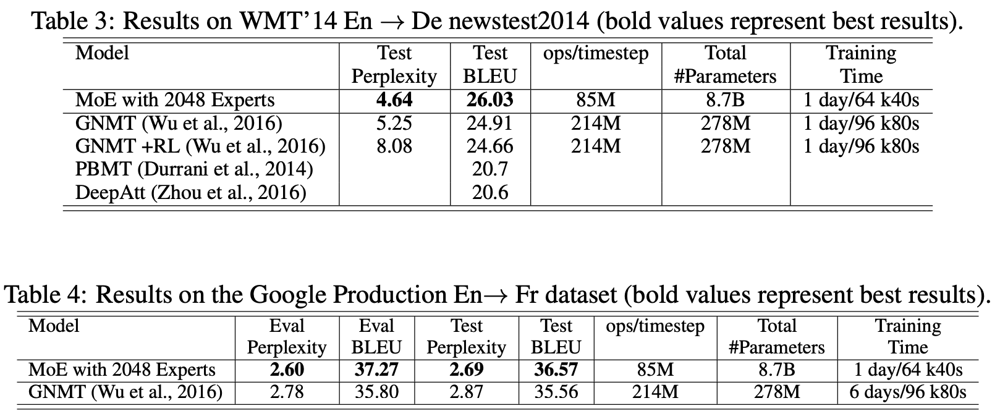 Table 3: Results on WMT’14 En → De newstest2014 (bold values represent best results).
Model Test Test ops/timestep Total Training
Perplexity BLEU #Parameters Time
MoE with 2048 Experts 4.64 26.03 85M 8.7B 1 day/64 k40s
GNMT (Wu et al., 2016) 5.25 24.91 214M 278M 1 day/96 k80s
GNMT +RL (Wu et al., 2016) 8.08 24.66 214M 278M 1 day/96 k80s
PBMT (Durrani et al., 2014) 20.7
DeepAtt (Zhou et al., 2016) 20.6
Table 4: Results on the Google Production En→ Fr dataset (bold values represent best results).
Model Eval Eval Test Test ops/timestep Total Training
Perplexity BLEU Perplexity BLEU #Parameters Time
MoE with 2048 Experts 2.60 37.27 2.69 36.57 85M 8.7B 1 day/64 k40s
GNMT (Wu et al., 2016) 2.78 35.80 2.87 35.56 214M 278M 6 days/96 k80s